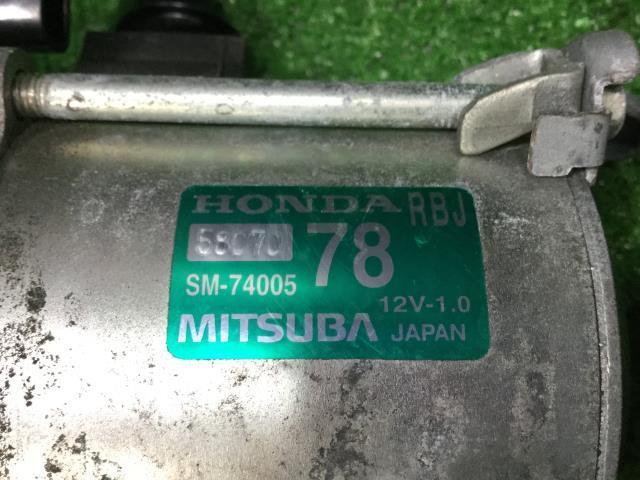 HONDA RBJ
58C70 78
SM-74005
12V-1.0
MITSUBA JAPAN